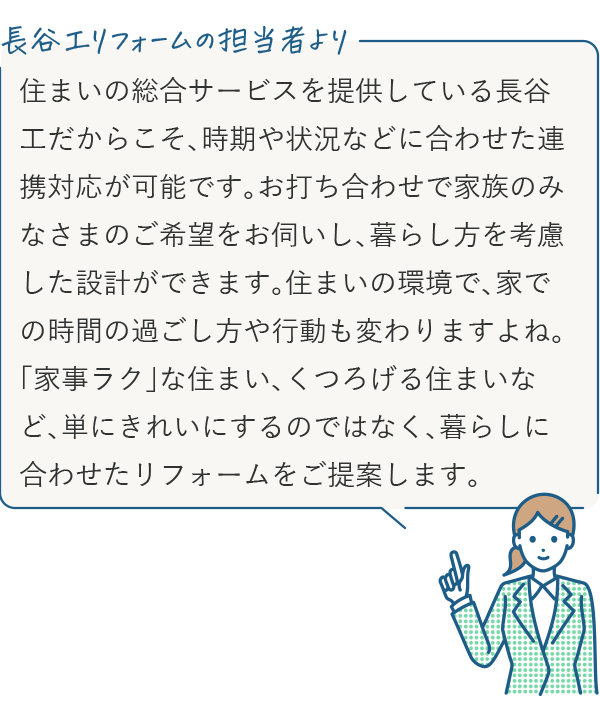 長谷工リフォームの担当者より
住まいの総合サービスを提供している長谷
工だからこそ、時期や状況などに合わせた連
携対応が可能です。お打ち合わせで家族のみ
なさまのご希望をお伺いし、暮らし方を考慮
した設計ができます。住まいの環境で、家で
の時間の過ごし方や行動も変わりますよね。
「家事ラク」な住まい、くつろげる住まいな
ど、単にきれいにするのではなく、暮らしに
合わせたリフォームをご提案します。